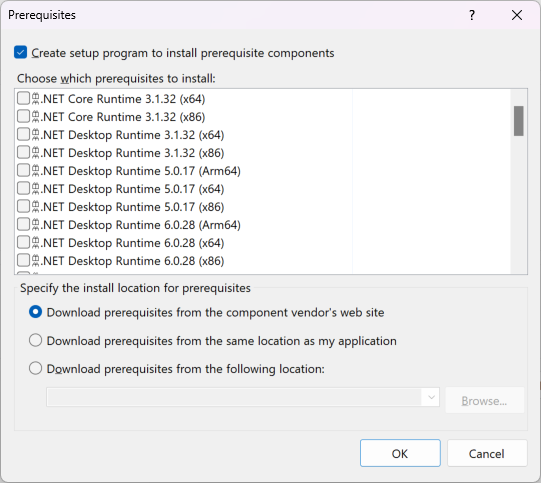 Prerequisites
?
Create setup program to install prerequisite components
Choose which prerequisites to install:
.NET Core Runtime 3.1.32 (x64)
.NET Core Runtime 3.1.32 (x86)
.NET Desktop Runtime 3.1.32 (x64)
.NET Desktop Runtime 3.1.32 (x86)
.NET Desktop Runtime 5.0.17 (Arm64)
.NET Desktop Runtime 5.0.17 (x64)
.NET Desktop Runtime 5.0.17 (x86)
.NET Desktop Runtime 6.0.28 (Arm64)
.NET Desktop Runtime 6.0.28 (x64)
.NET Desktop Runtime 6.0.28 (x86)
Specify the install location for prerequisites
Download prerequisites from the component vendor's web site
Download prerequisites from the same location as my application
Download prerequisites from the following location:
Browse...
OK Cancel